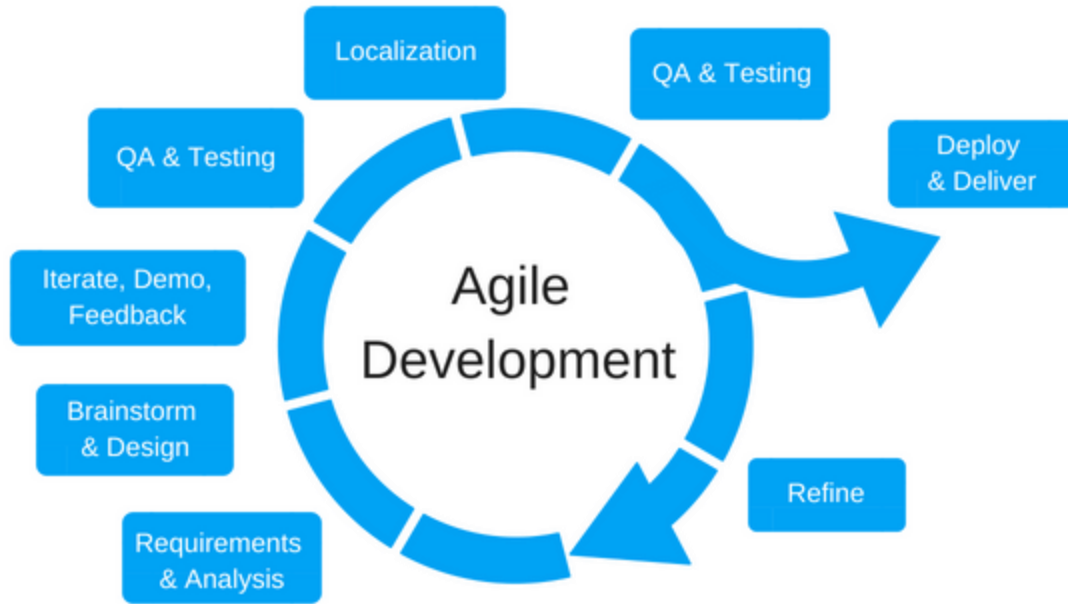 Localization
QA & Testing
QA & Testing
Deploy
& Deliver
Iterate, Demo,
Feedback
Agile
Development
Brainstorm
& Design
Refine
Requirements
& Analysis